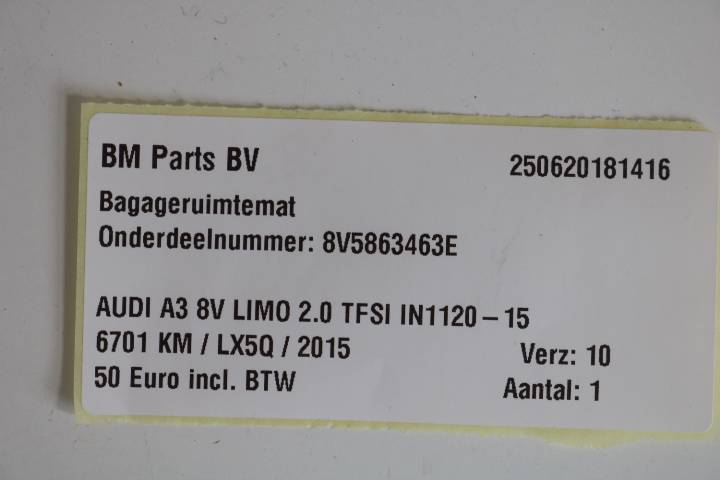 BM Parts BV 250620181416
Bagageruimtemat
Onderdeelnummer: 8V5863463E
AUDI A3 8V LIMO 2.0 TFSI IN1120-15
6701 KM / LX5Q / 2015 Verz: 10
50 Euro incl. BTW Aantal: 1